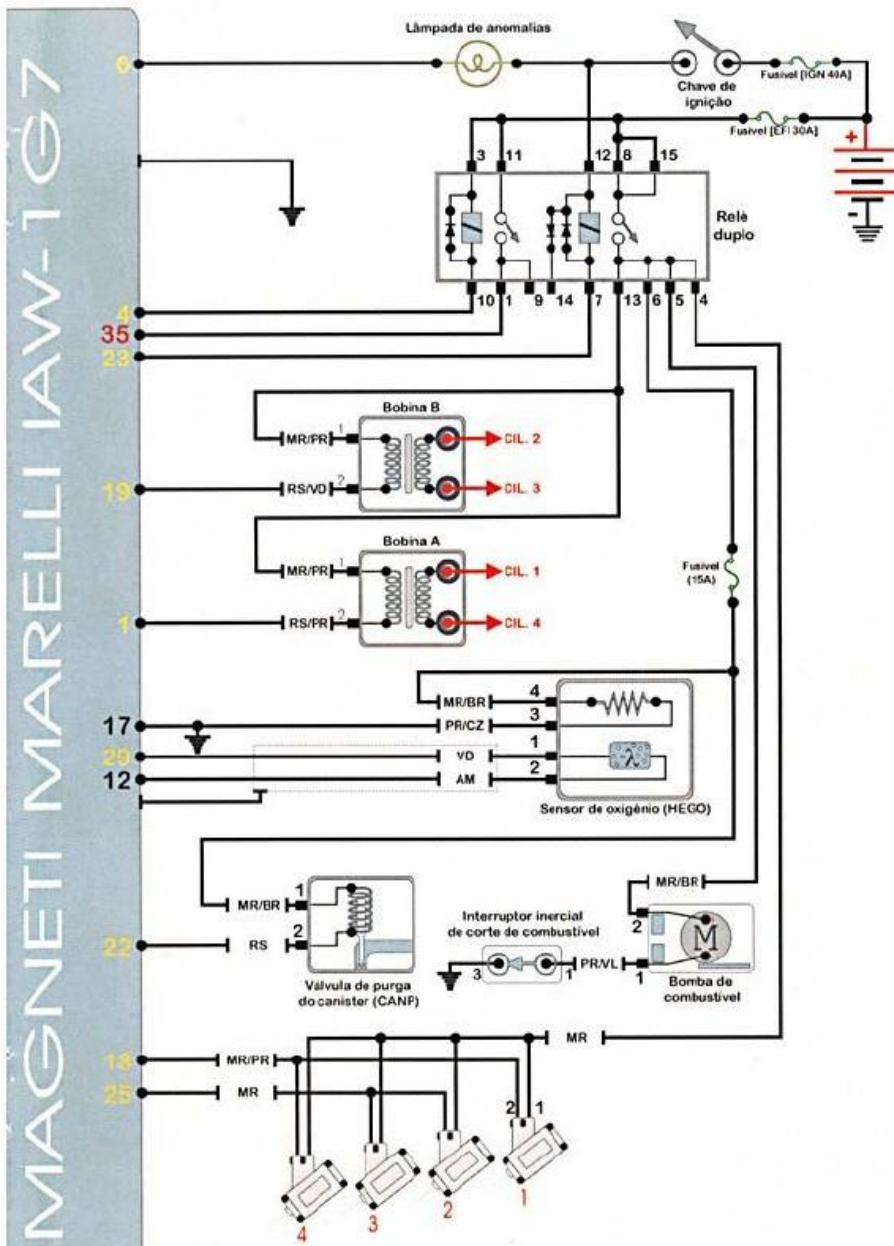 MAGNETI MARELLI IAW-1G7
Lâmpada de anomalias
6
Chave de
ignição
Fusível [IGN 40A]
Fusível [EFI 30A]
+
-
3 11 12 8 15
Relè
duplo
10 1 9 14 7 13 6 5 4
4
35
23
Bobina B
MR/PR 1
CIL. 2
19
RS/VD 2
CIL. 3
Bobina A
MR/PR 1
CIL. 1
1
RS/PR 2
CIL. 4
Fusível
(15A)
MR/BR 4
17
PR/CZ 3
29
VD 1
λ
12
AM 2
Sensor de oxigênio (HEGO)
MR/BR 1
22
RS 2
Válvula de purga
do canister (CANP)
Interruptor inercial
de corte de combustível
3 1
PR/VL
MR/BR
2
M
1
Bomba de
combustível
MR
18
MR/PR
25
MR
2 1
4 3 2 1